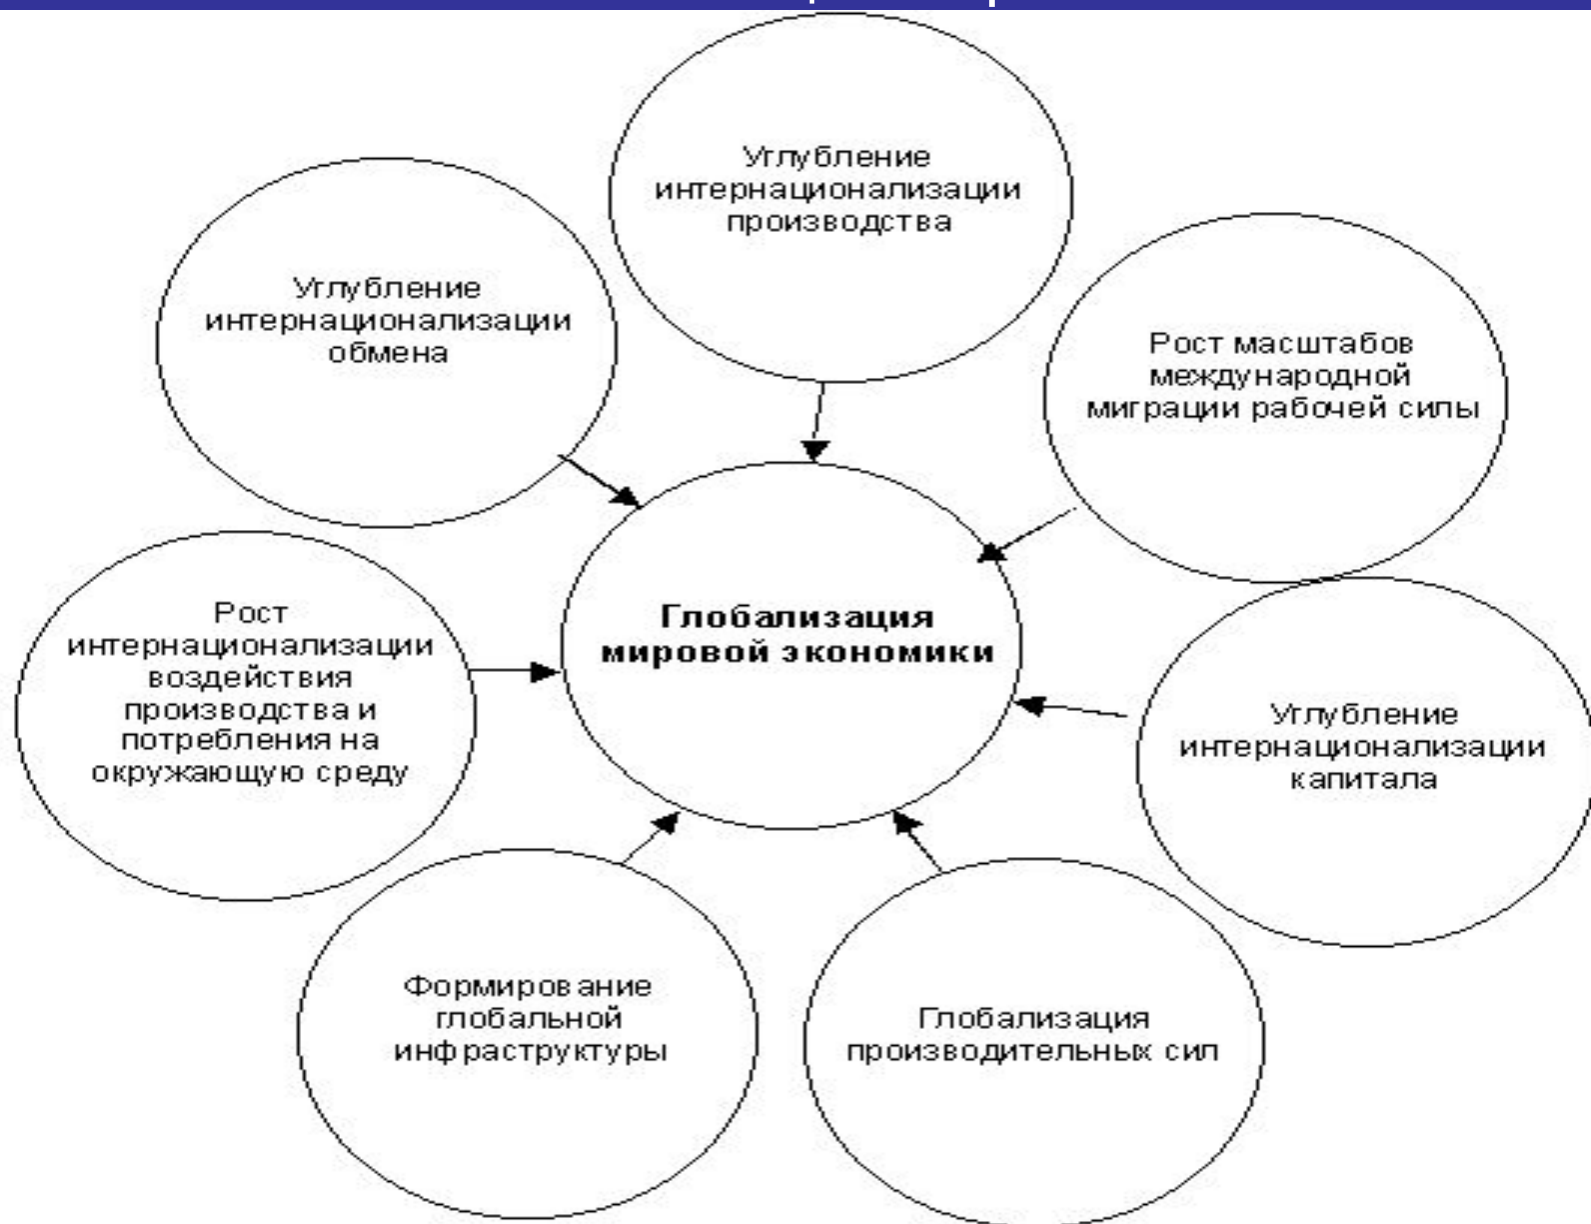 Углубление
интернационализации
производства
Углубление
интернационализации
обмена
Рост масштабов
международной
миграции рабочей силы
Рост
интернационализации
воздействия
производства и
потребления на
окружающую среду
Глобализация
мировой экономики
Углубление
интернационализации
капитала
Формирование
глобальной
инфраструктуры
Глобализация
производительных сил